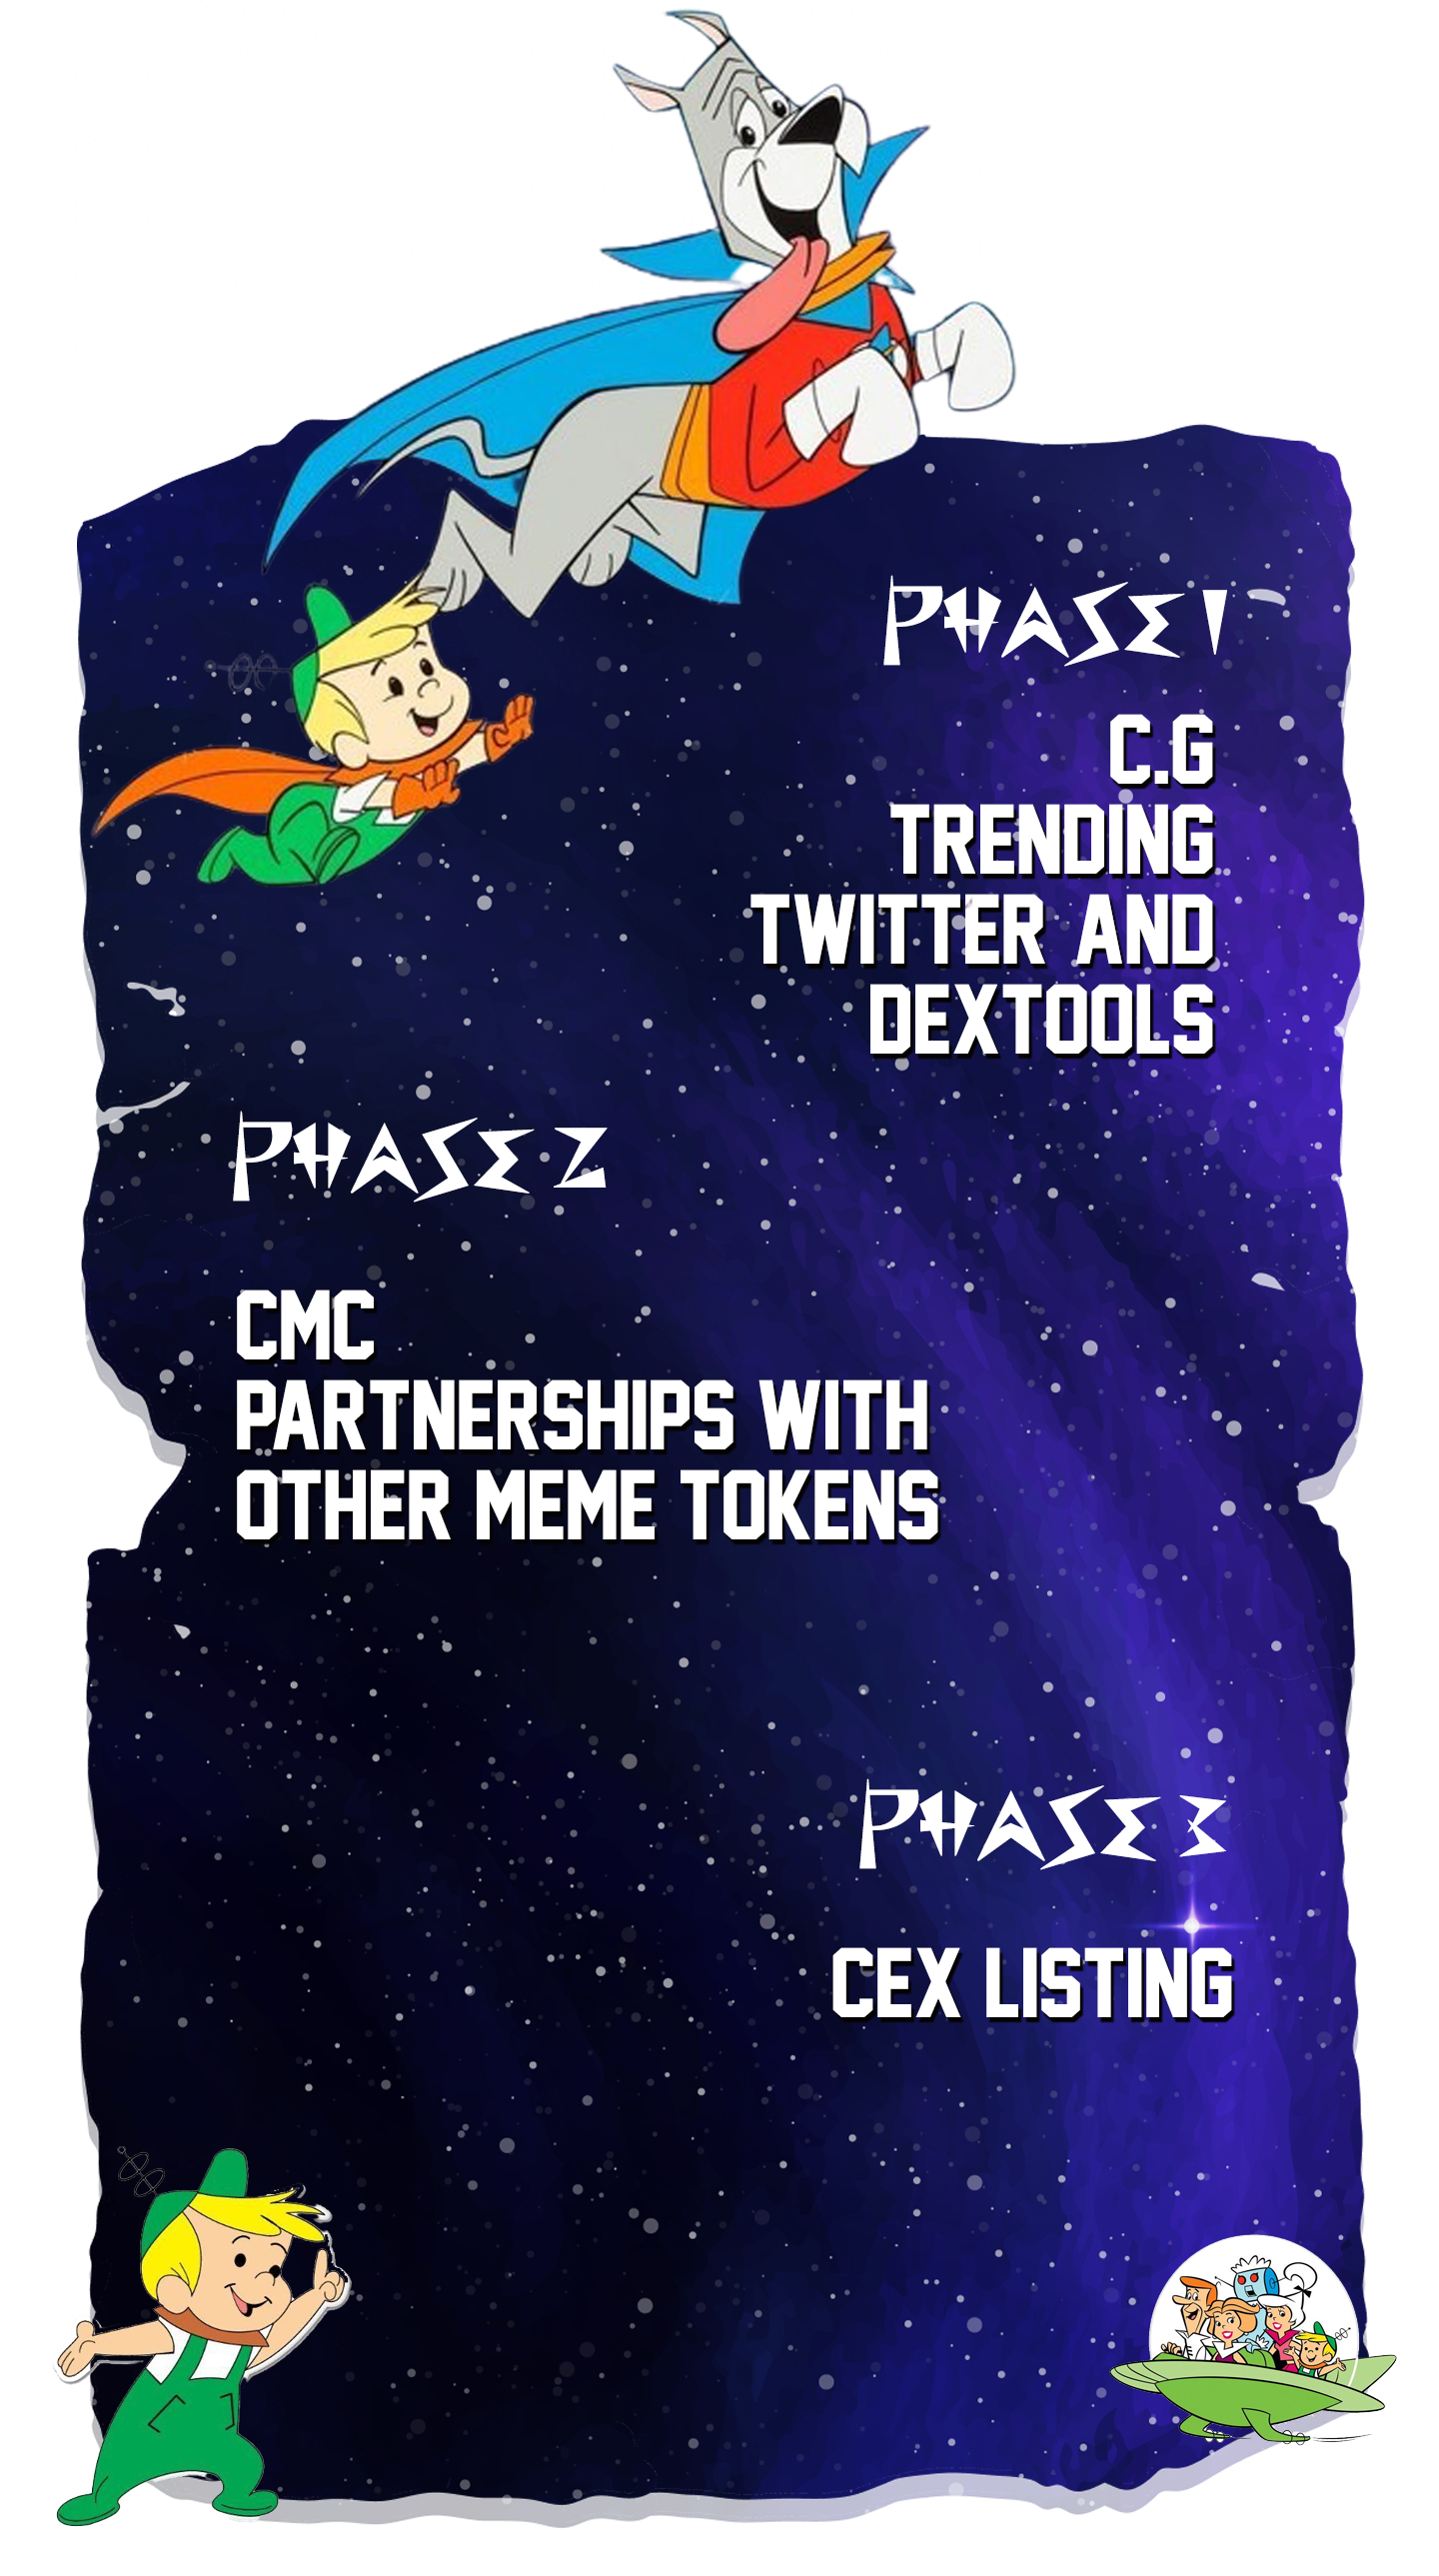 PHASE 1
C.G
TRENDING
TWITTER AND
DEXTOOLS
PHASE 2
CMC
PARTNERSHIPS WITH
OTHER MEME TOKENS
PHASE 3
CEX LISTING